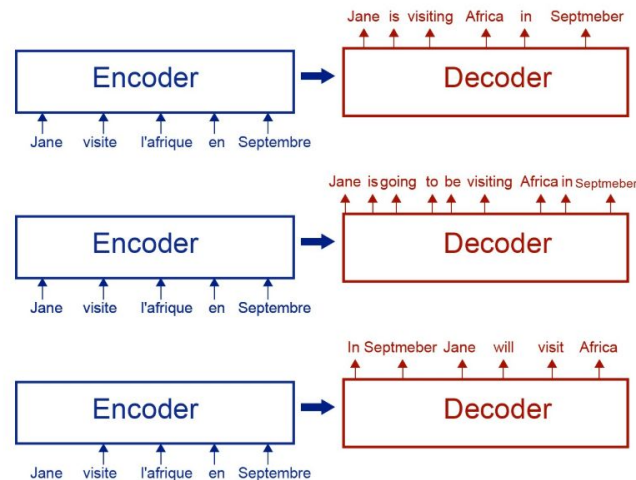 Jane is visiting Africa in Septmeber
Encoder
Decoder
Jane visite l'afrique en Septembre
Jane is going to be visiting Africa in Septmeber
Encoder
Decoder
Jane visite l'afrique en Septembre
In Septmeber Jane will visit Africa
Encoder
Decoder
Jane visite l'afrique en Septembre